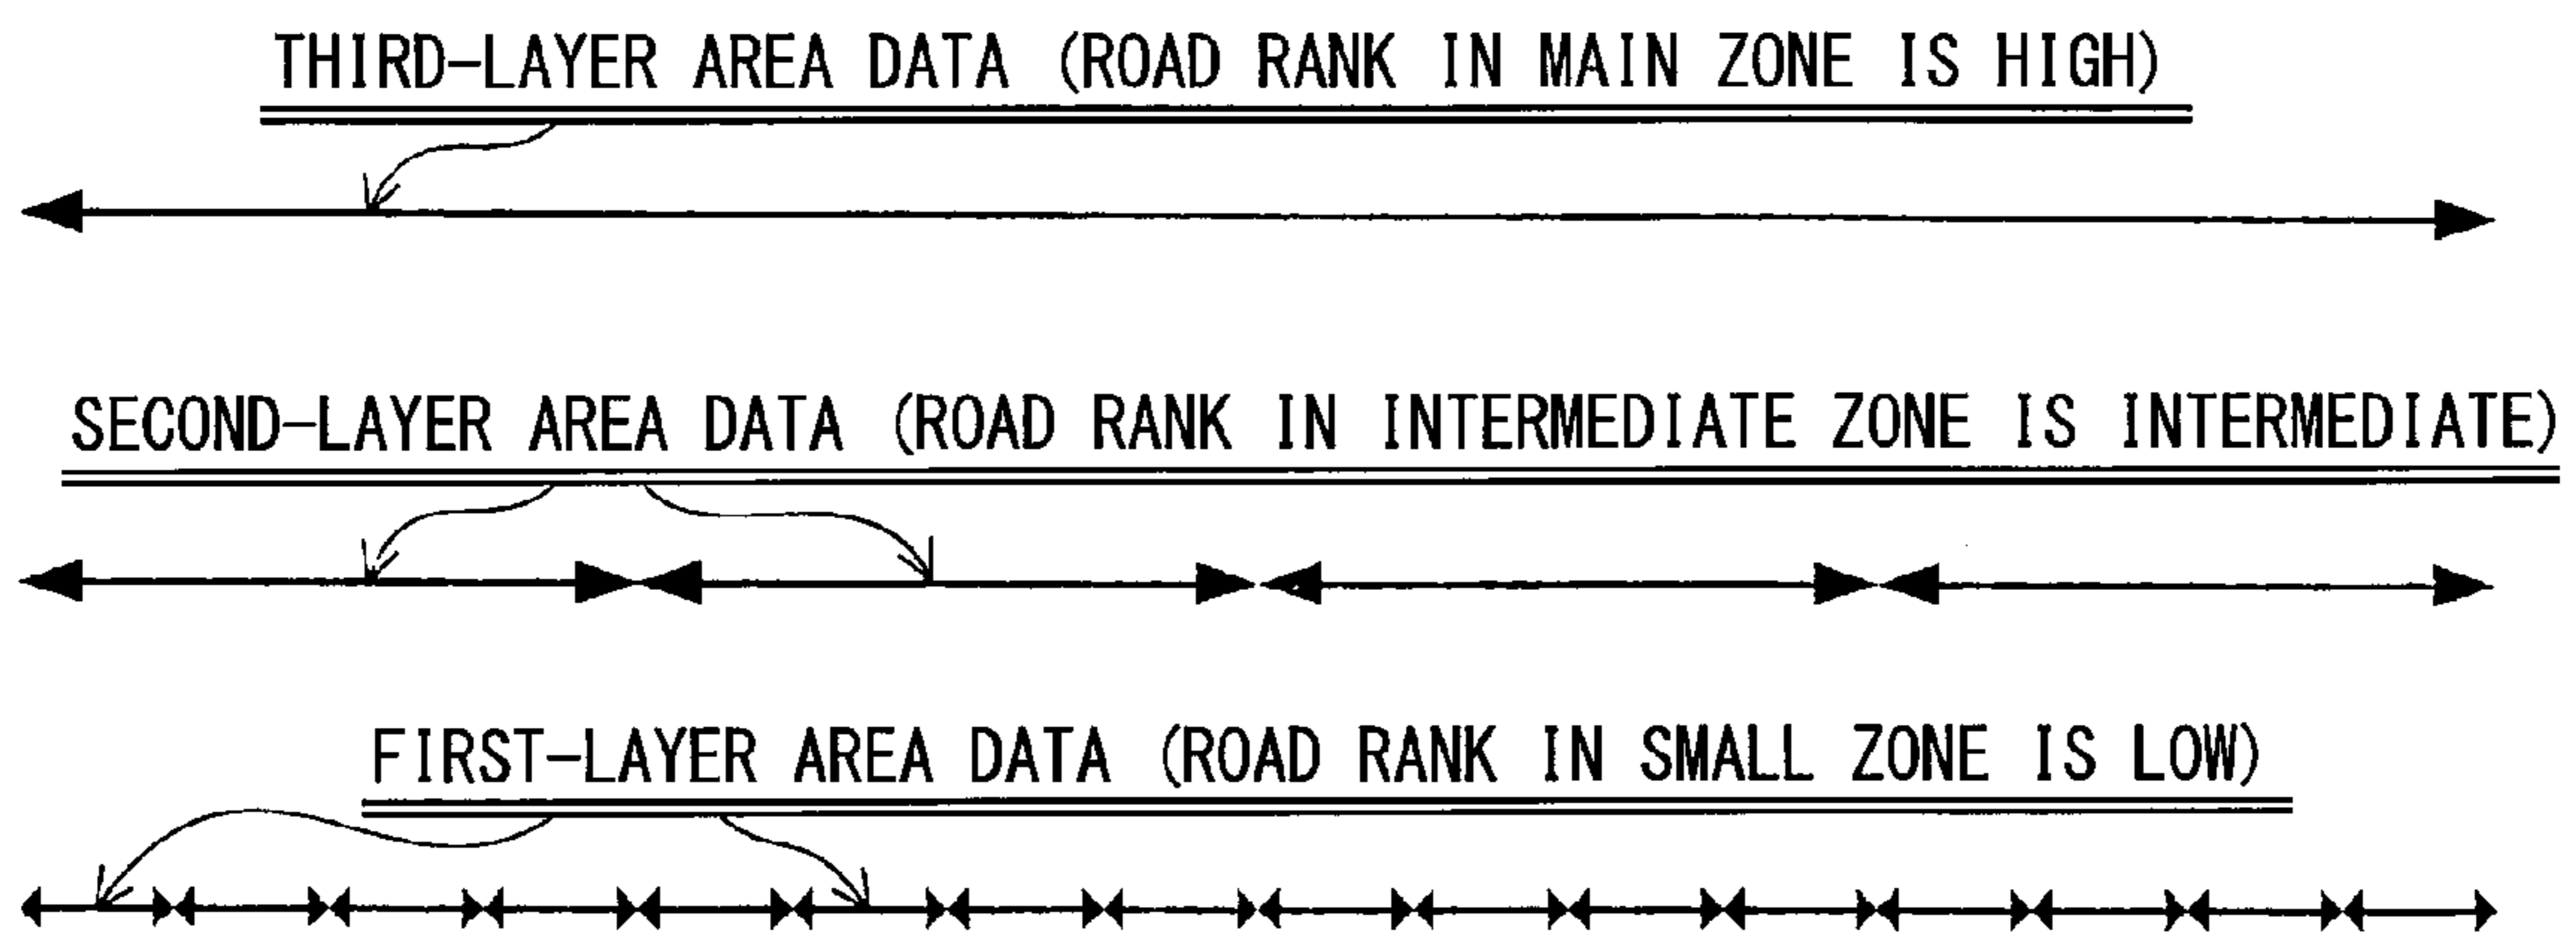 THIRD-LAYER AREA DATA (ROAD RANK IN MAIN ZONE IS HIGH)
SECOND-LAYER AREA DATA (ROAD RANK IN INTERMEDIATE ZONE IS INTERMEDIATE)
FIRST-LAYER AREA DATA (ROAD RANK IN SMALL ZONE IS LOW)